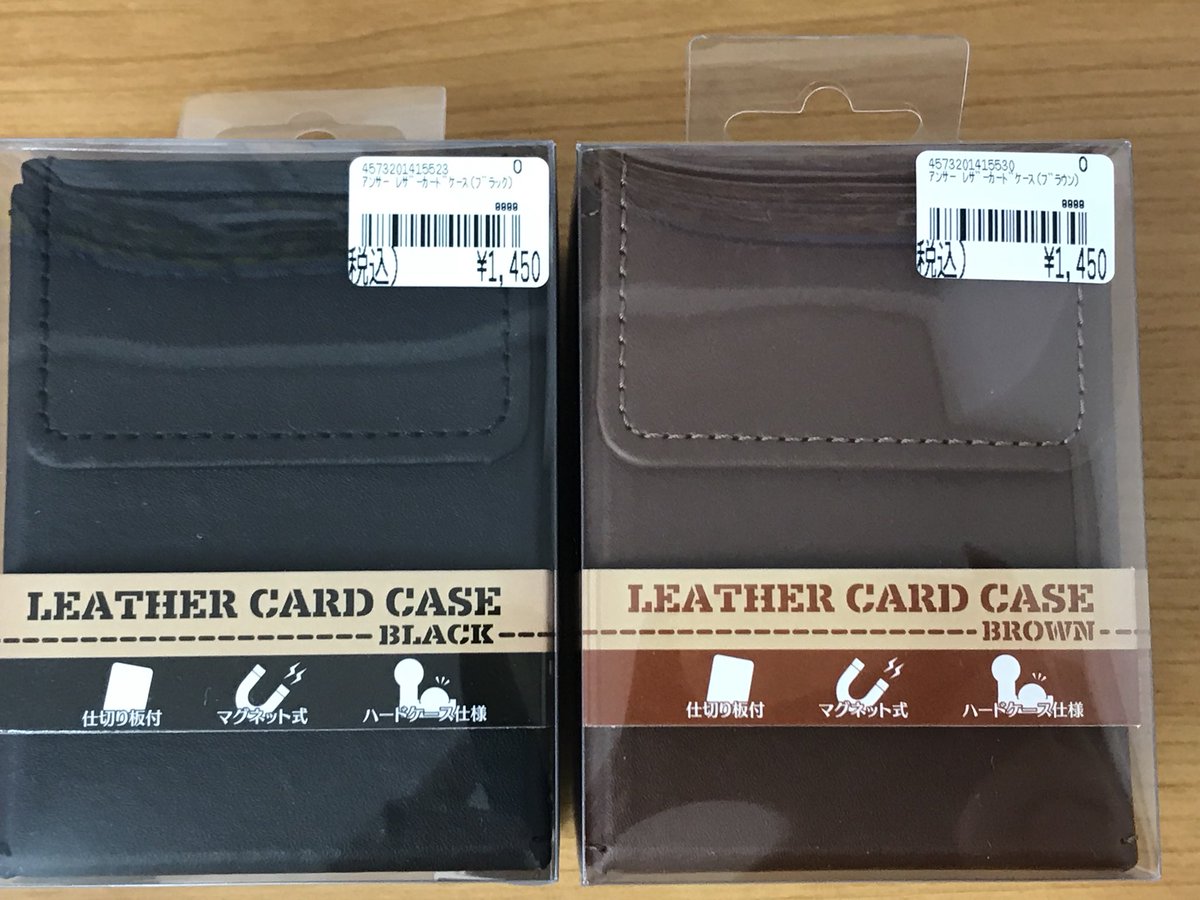 4573201415523 0
アンサー レザーカードケース(ブラック)
0000
税込) ¥1,450
LEATHER CARD CASE
BLACK
仕切り板付 マグネット式 ハードケース仕様
4573201415530 0
アンサー レザーカードケース(ブラウン)
0000
税込) ¥1,450
LEATHER CARD CASE
BROWN
仕切り板付 マグネット式 ハードケース仕様